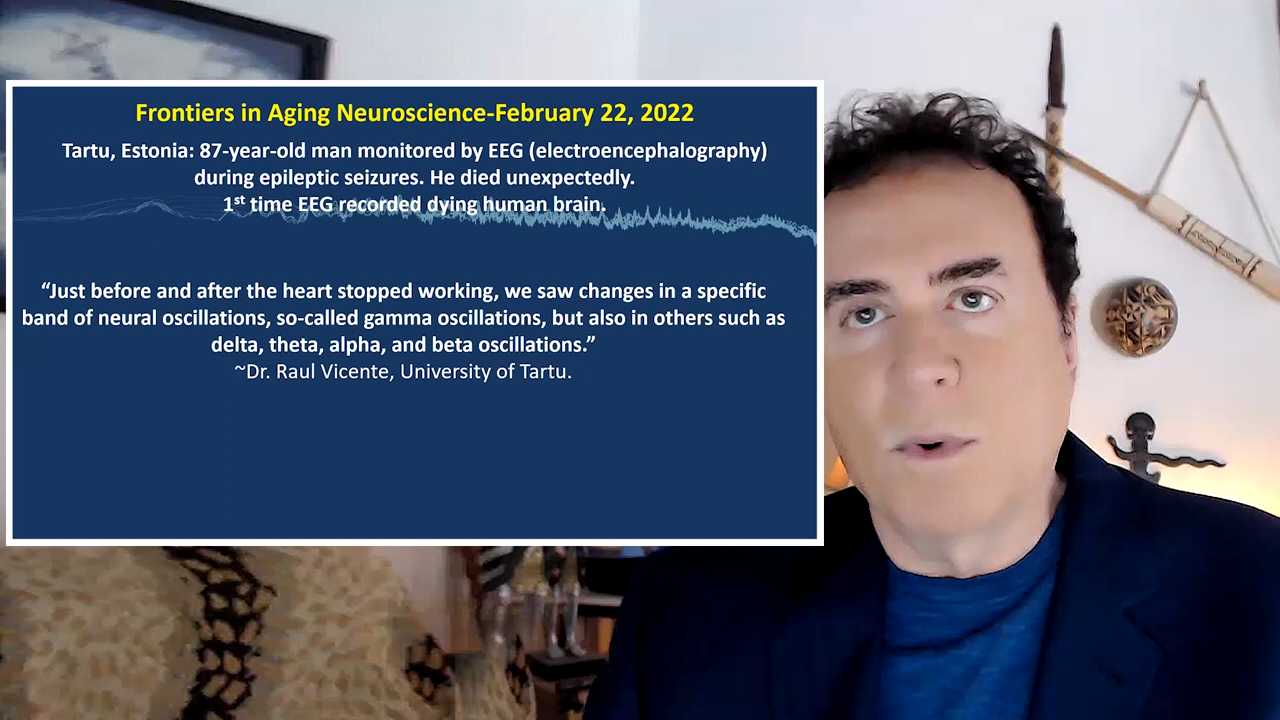 Frontiers in Aging Neuroscience-February 22, 2022
Tartu, Estonia: 87-year-old man monitored by EEG (electroencephalography)
during epileptic seizures. He died unexpectedly.
1st time EEG recorded dying human brain.
“Just before and after the heart stopped working, we saw changes in a specific
band of neural oscillations, so-called gamma oscillations, but also in others such as
delta, theta, alpha, and beta oscillations.”
~Dr. Raul Vicente, University of Tartu.